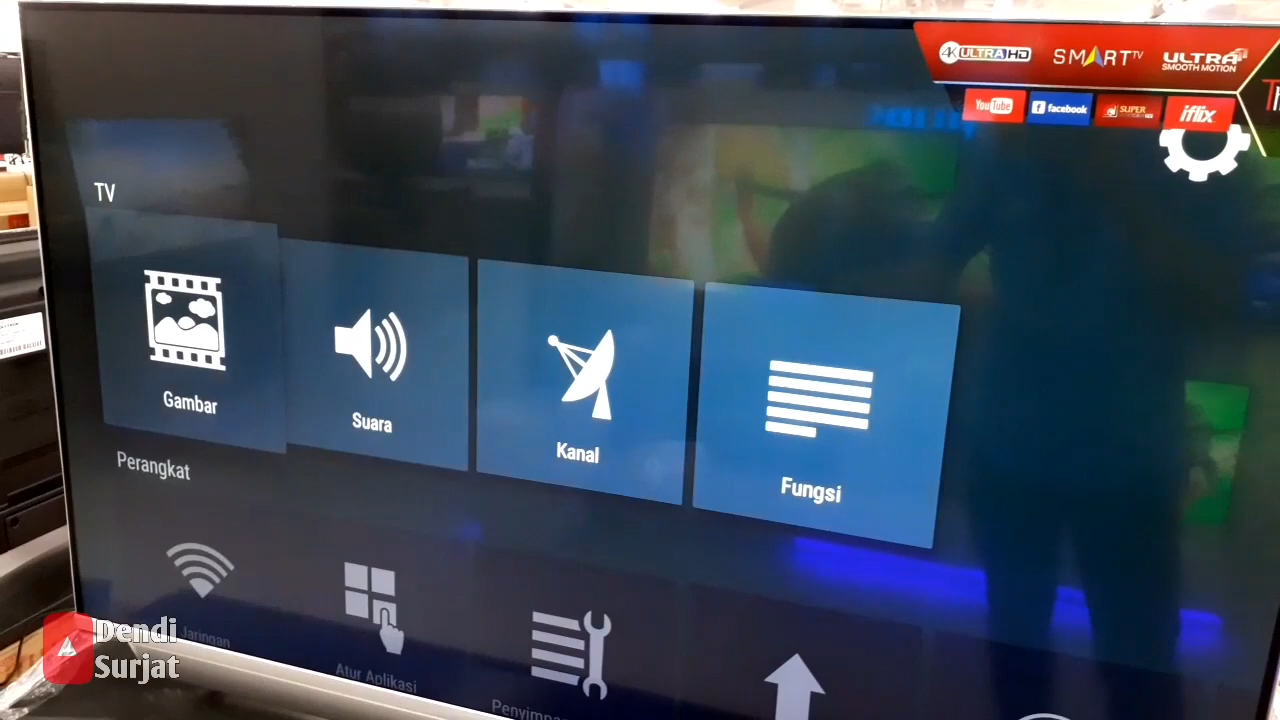 4K ULTRA HD
SMART TV
ULTRA
SMOOTH MOTION
YouTube
facebook
SUPER
iflix
TV
Gambar
Suara
Kanal
Fungsi
Perangkat
Jaringan
Atur Aplikasi
Dendi
Surjat